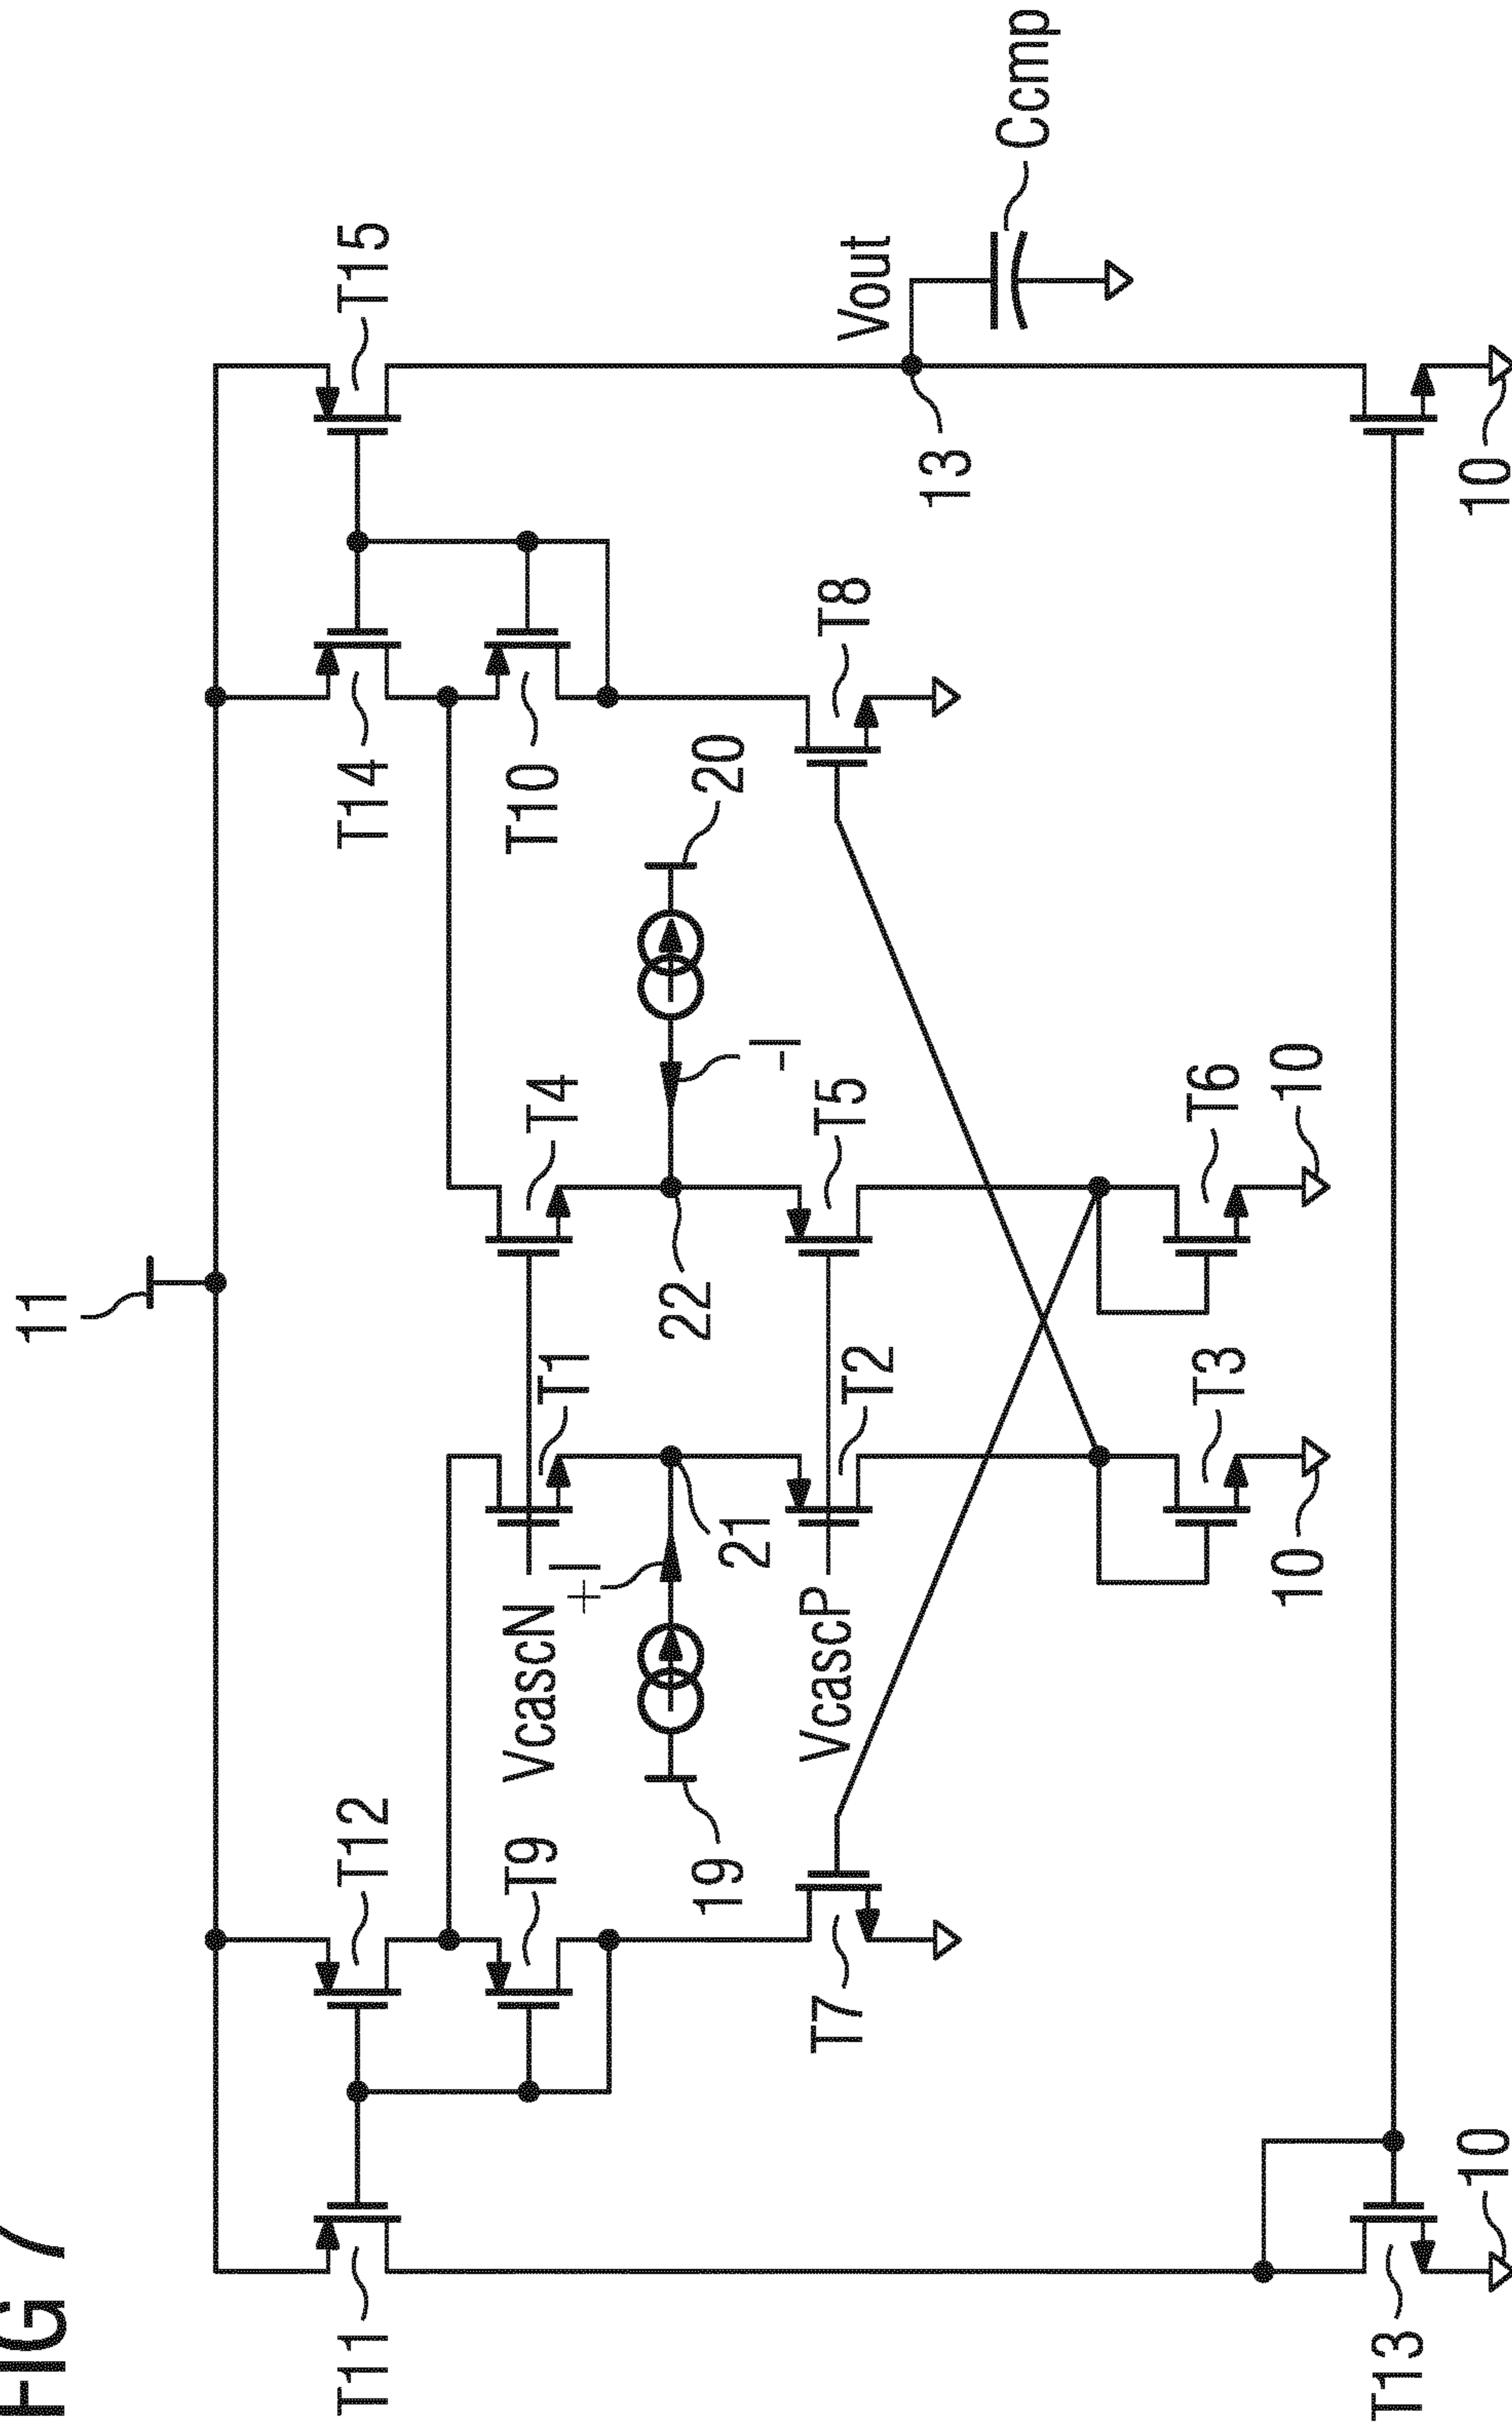 FIG 7
11
T11
T12
T14
T15
T9
VcascN
T1
T4
T10
+I
19
21
22
-I
20
T7
VcascP
T2
T5
T8
Vout
13
Ccmp
T3
T6
10
10
T13
10
10